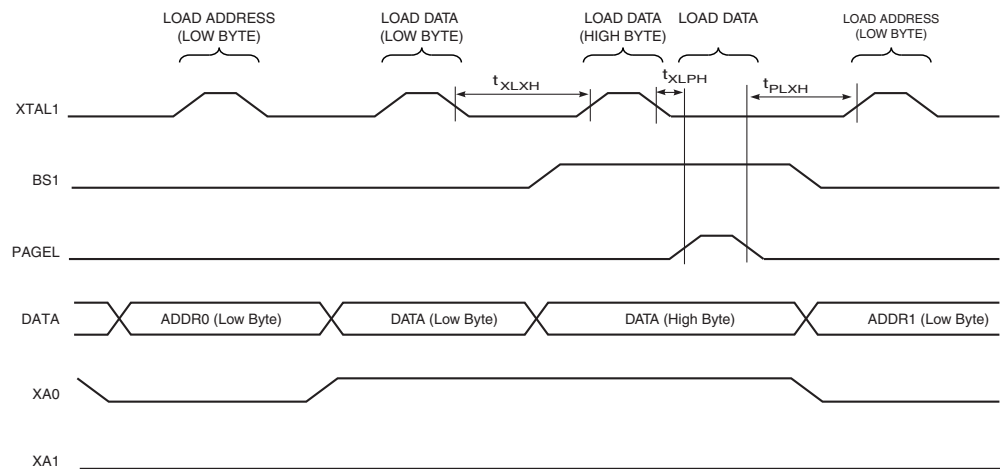 LOAD ADDRESS
(LOW BYTE)
LOAD DATA
(LOW BYTE)
LOAD DATA
(HIGH BYTE)
LOAD DATA
LOAD ADDRESS
(LOW BYTE)
tXLXH
tXLPH
tPLXH
XTAL1
BS1
PAGEL
DATA
ADDR0 (Low Byte)
DATA (Low Byte)
DATA (High Byte)
ADDR1 (Low Byte)
XA0
XA1